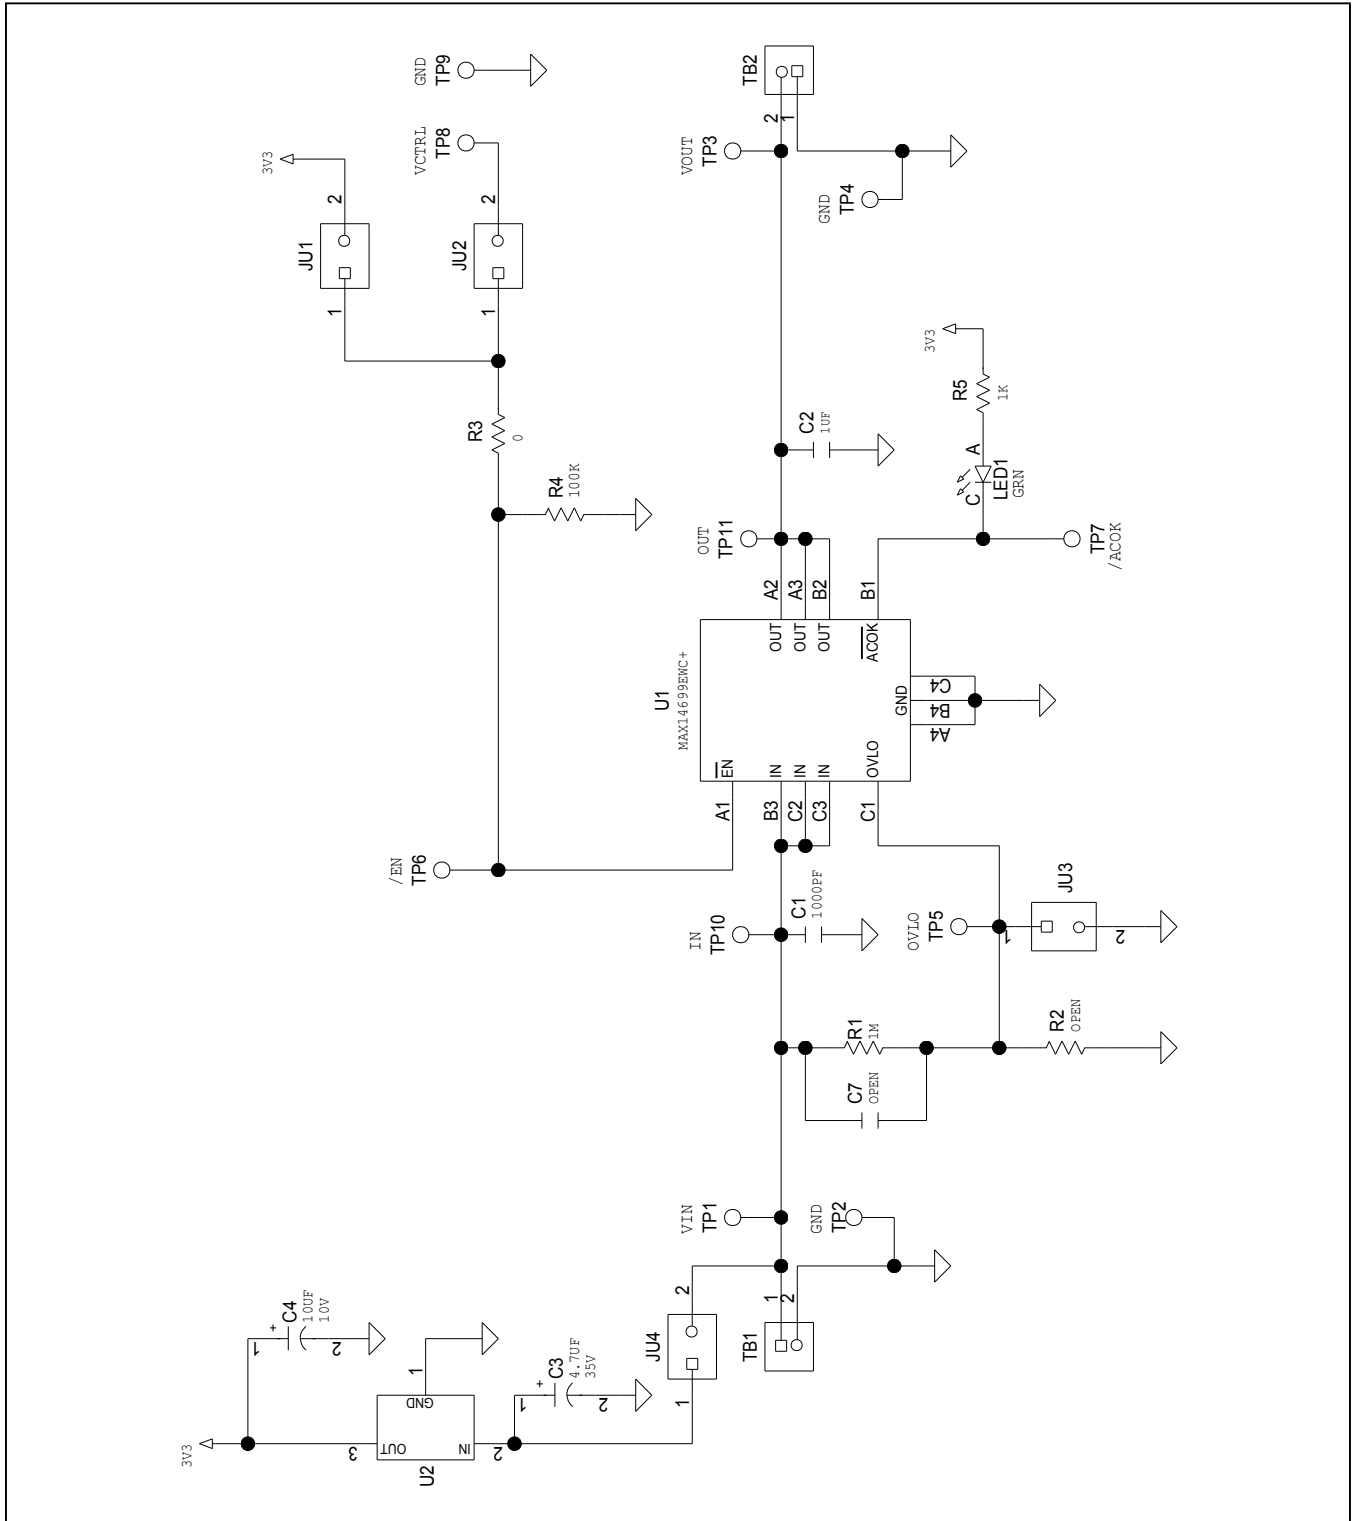 GND
TP9
VCTRL
TP8
3V3
2
JU1
1
2
JU2
1
R3
0
R4
100K
/EN
TP6
TB2
2
1
VOUT
TP3
GND
TP4
C2
1UF
3V3
R5
1K
A
LED1
GRN
C
TP7
/ACOK
OUT
TP11
A2
A3
B2
B1
U1
MAX14699EWC+
OUT
OUT
OUT
ACOK
GND
C4
B4
A4
EN
IN
IN
IN
OVLO
A1
B3
C2
C3
C1
IN
TP10
C1
1000PF
OVLO
TP5
JU3
1
2
R1
1M
R2
OPEN
C7
OPEN
VIN
TP1
GND
TP2
1
2
TB1
2
JU4
1
C4
10UF
10V
+
1
2
GND
1
C3
4.7UF
35V
+
1
2
3V3
3
OUT
IN
2
U2